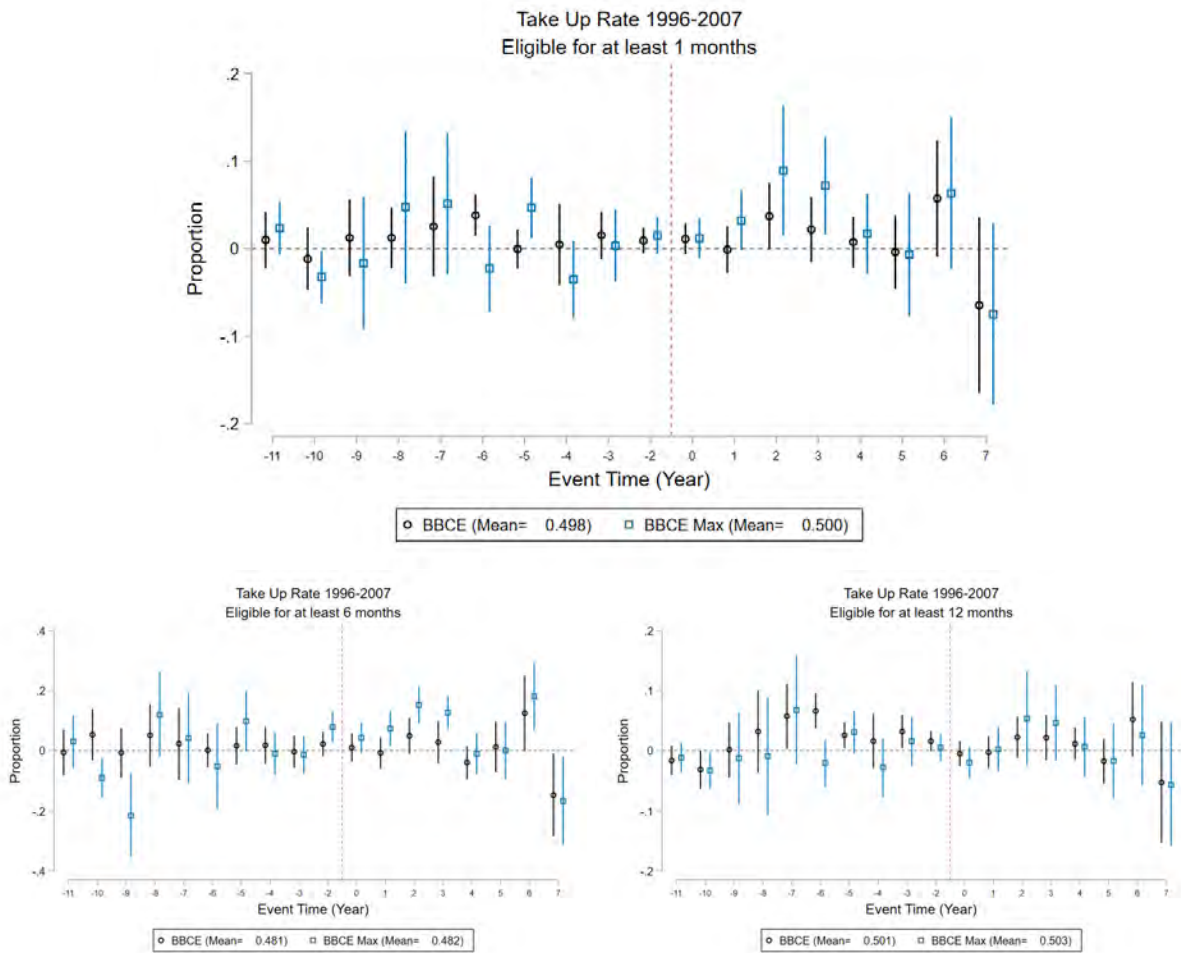 Take Up Rate 1996-2007
Eligible for at least 1 months
.2
.1
0
-.1
-.2
Proportion
-11 -10 -9 -8 -7 -6 -5 -4 -3 -2 0 1 2 3 4 5 6 7
Event Time (Year)
BBCE (Mean= 0.498) BBCE Max (Mean= 0.500)
Take Up Rate 1996-2007
Eligible for at least 6 months
.4
.2
0
-.2
-.4
Proportion
-11 -10 -9 -8 -7 -6 -5 -4 -3 -2 0 1 2 3 4 5 6 7
Event Time (Year)
BBCE (Mean= 0.481) BBCE Max (Mean= 0.482)
Take Up Rate 1996-2007
Eligible for at least 12 months
.2
.1
0
-.1
-.2
Proportion
-11 -10 -9 -8 -7 -6 -5 -4 -3 -2 0 1 2 3 4 5 6 7
Event Time (Year)
BBCE (Mean= 0.501) BBCE Max (Mean= 0.503)